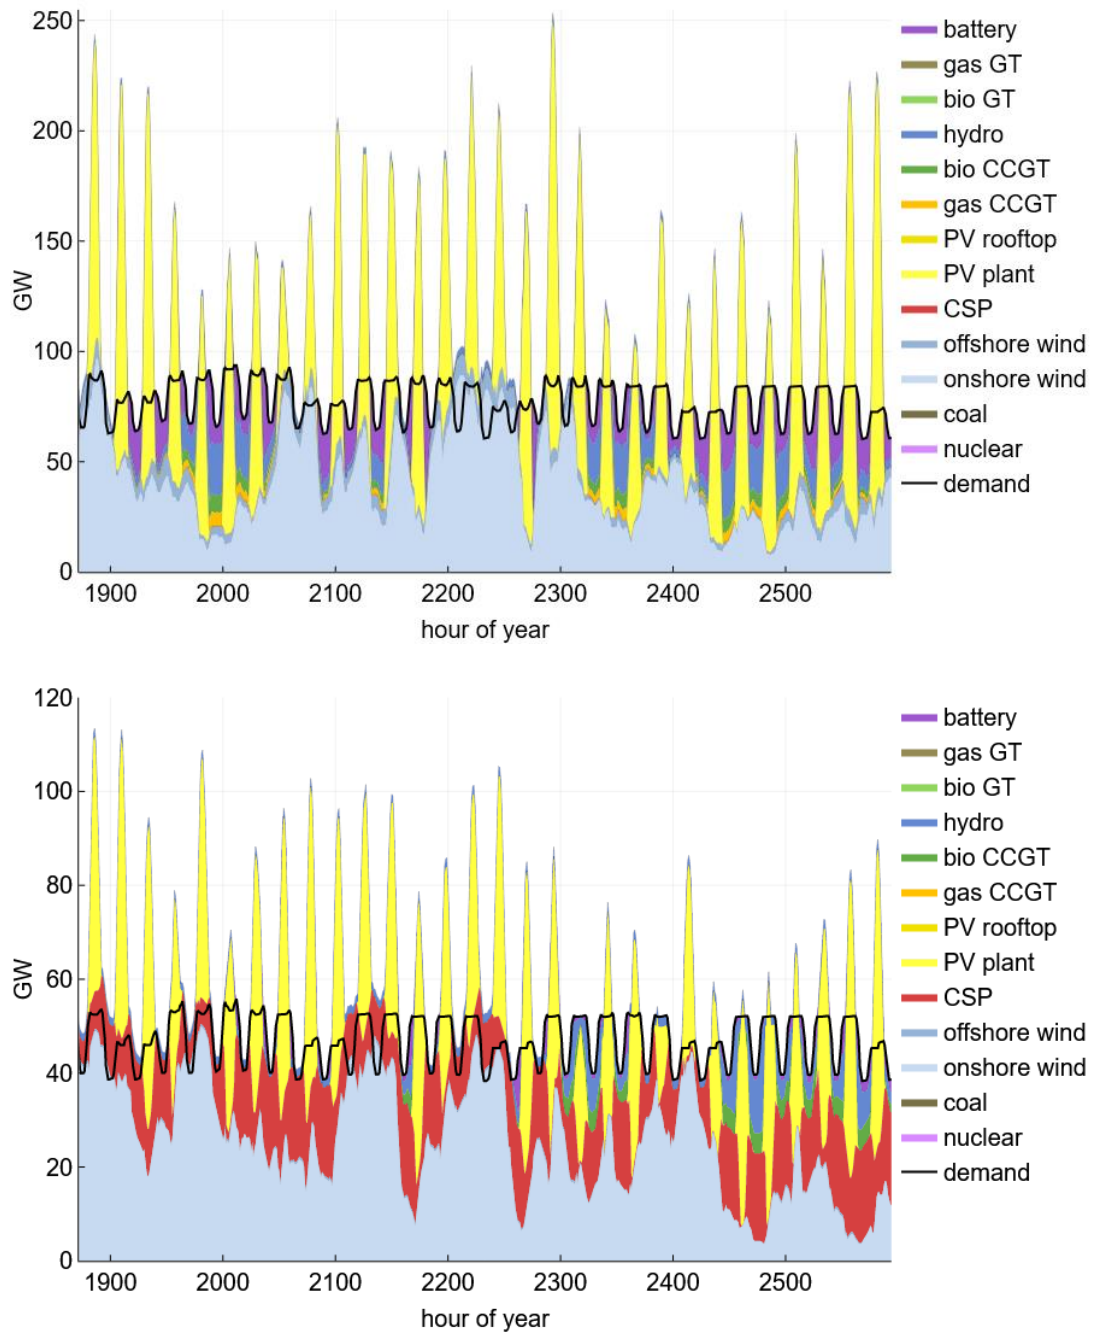 250
200
150
100
50
0
GW
1900 2000 2100 2200 2300 2400 2500
hour of year
battery
gas GT
bio GT
hydro
bio CCGT
gas CCGT
PV rooftop
PV plant
CSP
offshore wind
onshore wind
coal
nuclear
demand
120
100
80
60
40
20
0
GW
1900 2000 2100 2200 2300 2400 2500
hour of year
battery
gas GT
bio GT
hydro
bio CCGT
gas CCGT
PV rooftop
PV plant
CSP
offshore wind
onshore wind
coal
nuclear
demand